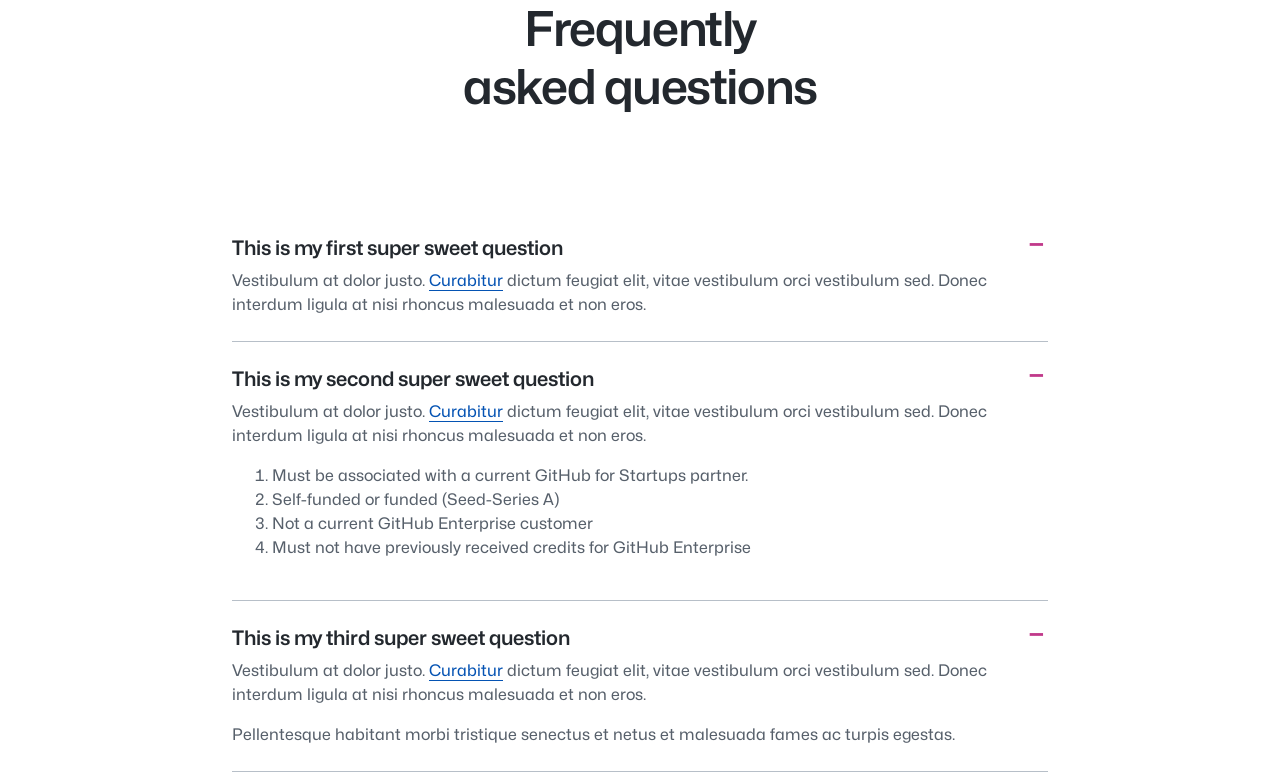 Frequently
asked questions
This is my first super sweet question
Vestibulum at dolor justo. Curabitur dictum feugiat elit, vitae vestibulum orci vestibulum sed. Donec
interdum ligula at nisi rhoncus malesuada et non eros.
This is my second super sweet question
Vestibulum at dolor justo. Curabitur dictum feugiat elit, vitae vestibulum orci vestibulum sed. Donec
interdum ligula at nisi rhoncus malesuada et non eros.
1. Must be associated with a current GitHub for Startups partner.
2. Self-funded or funded (Seed-Series A)
3. Not a current GitHub Enterprise customer
4. Must not have previously received credits for GitHub Enterprise
This is my third super sweet question
Vestibulum at dolor justo. Curabitur dictum feugiat elit, vitae vestibulum orci vestibulum sed. Donec
interdum ligula at nisi rhoncus malesuada et non eros.
Pellentesque habitant morbi tristique senectus et netus et malesuada fames ac turpis egestas.